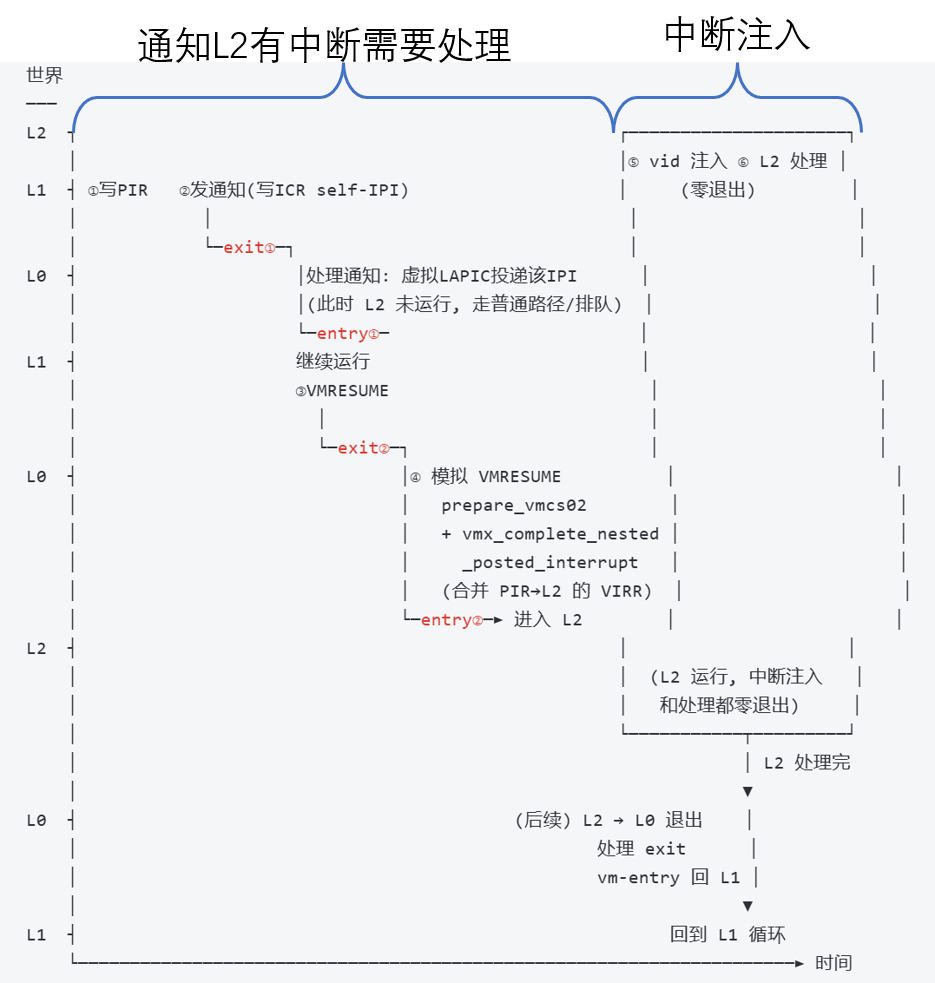 通知L2有中断需要处理
中断注入
世界
L2
⑤ vid 注入 ⑥ L2 处理
L1 ①写PIR ②发通知(写ICR self-IPI)
(零退出)
exit①
L0 处理通知: 虚拟LAPIC投递该IPI
(此时 L2 未运行, 走普通路径/排队)
entry①
L1 继续运行
③VMRESUME
exit②
L0 ④ 模拟 VMRESUME
prepare_vmcs02
+ vmx_complete_nested
_posted_interrupt
(合并 PIR→L2 的 VIRR)
entry② 进入 L2
L2
(L2 运行, 中断注入
和处理都零退出)
L2 处理完
L0 (后续) L2 → L0 退出
处理 exit
vm-entry 回 L1
L1 回到 L1 循环
时间